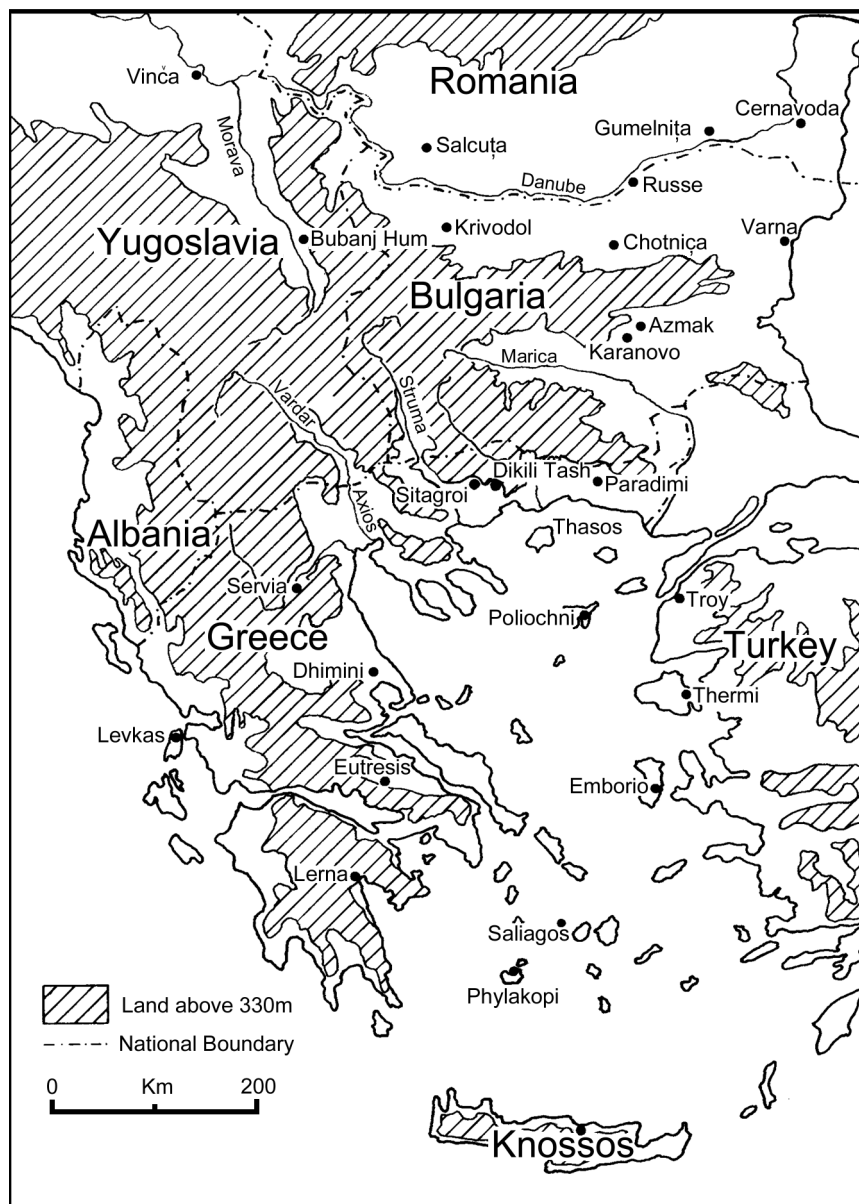 Romania
Vinča
Cernavoda
Gumelnița
Morava
Salcuța
Danube
Russe
Yugoslavia
Bubanj Hum
Krivodol
Chotnița
Varna
Bulgaria
Azmak
Karanovo
Marica
Struma
Vardar
Dikili Tash
Sitagroi
Paradimi
Axios
Thasos
Albania
Servia
Poliochni
Troy
Greece
Turkey
Dhimini
Thermi
Levkas
Eutresis
Emborio
Lerna
Saliagos
Phylakopi
Land above 330m
National Boundary
0 Km 200
Knossos